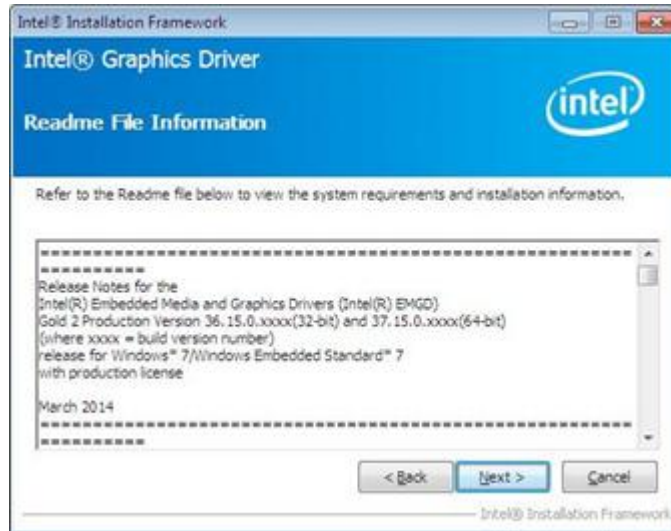 Intel® Installation Framework
Intel® Graphics Driver
Readme File Information
intel
Refer to the Readme file below to view the system requirements and installation information.
==========================================================
==========
Release Notes for the
Intel(R) Embedded Media and Graphics Drivers (Intel(R) EMGD)
Gold 2 Production Version 36.15.0.xxxx(32-bit) and 37.15.0.xxxx(64-bit)
(where xxxx = build version number)
release for Windows* 7/Windows Embedded Standard* 7
with production license
March 2014
==========================================================
==========
< Back Next > Cancel
Intel® Installation Framework